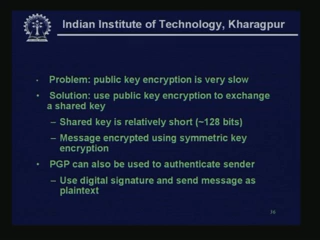 Indian Institute of Technology, Kharagpur
• Problem: public key encryption is very slow
• Solution: use public key encryption to exchange
a shared key
– Shared key is relatively short (~128 bits)
– Message encrypted using symmetric key
encryption
• PGP can also be used to authenticate sender
– Use digital signature and send message as
plaintext